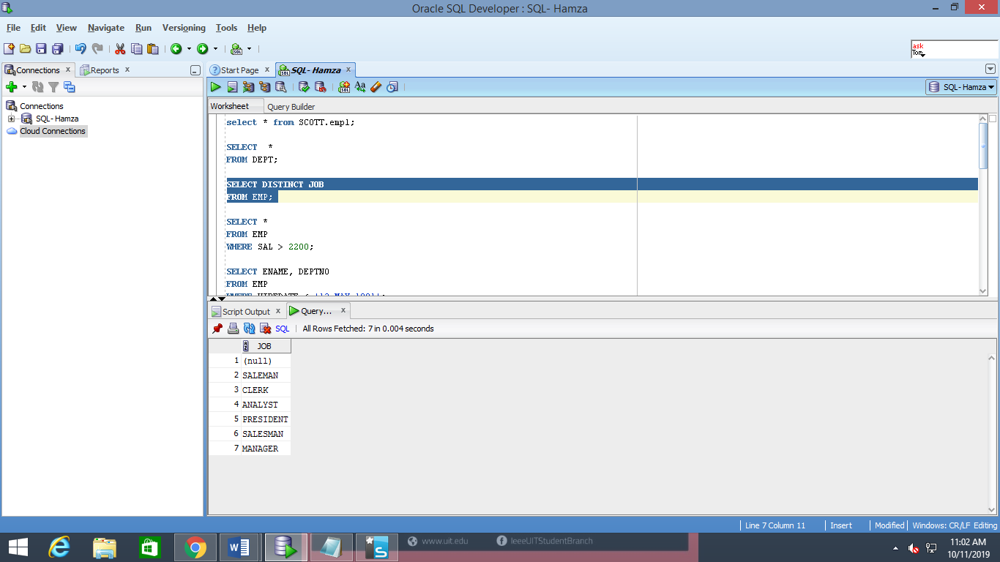 Oracle SQL Developer : SQL- Hamza
File Edit View Navigate Run Versioning Tools Help
ask
Tom
Connections x Reports x
Start Page x SQL- Hamza x
SQL- Hamza
Connections
SQL- Hamza
Cloud Connections
Worksheet Query Builder
select * from SCOTT.empl;
SELECT *
FROM DEPT;
SELECT DISTINCT JOB
FROM EMP;
SELECT *
FROM EMP
WHERE SAL > 2200;
SELECT ENAME, DEPTNO
FROM EMP
WHERE HIREDATE <
Script Output x Query... x
SQL | All Rows Fetched: 7 in 0.004 seconds
JOB
1 (null)
2 SALEMAN
3 CLERK
4 ANALYST
5 PRESIDENT
6 SALESMAN
7 MANAGER
Line 7 Column 11 | Insert | Modified | Windows: CR/LF Editing
www.uit.edu IeeeUITStudentBranch
11:02 AM
10/11/2019